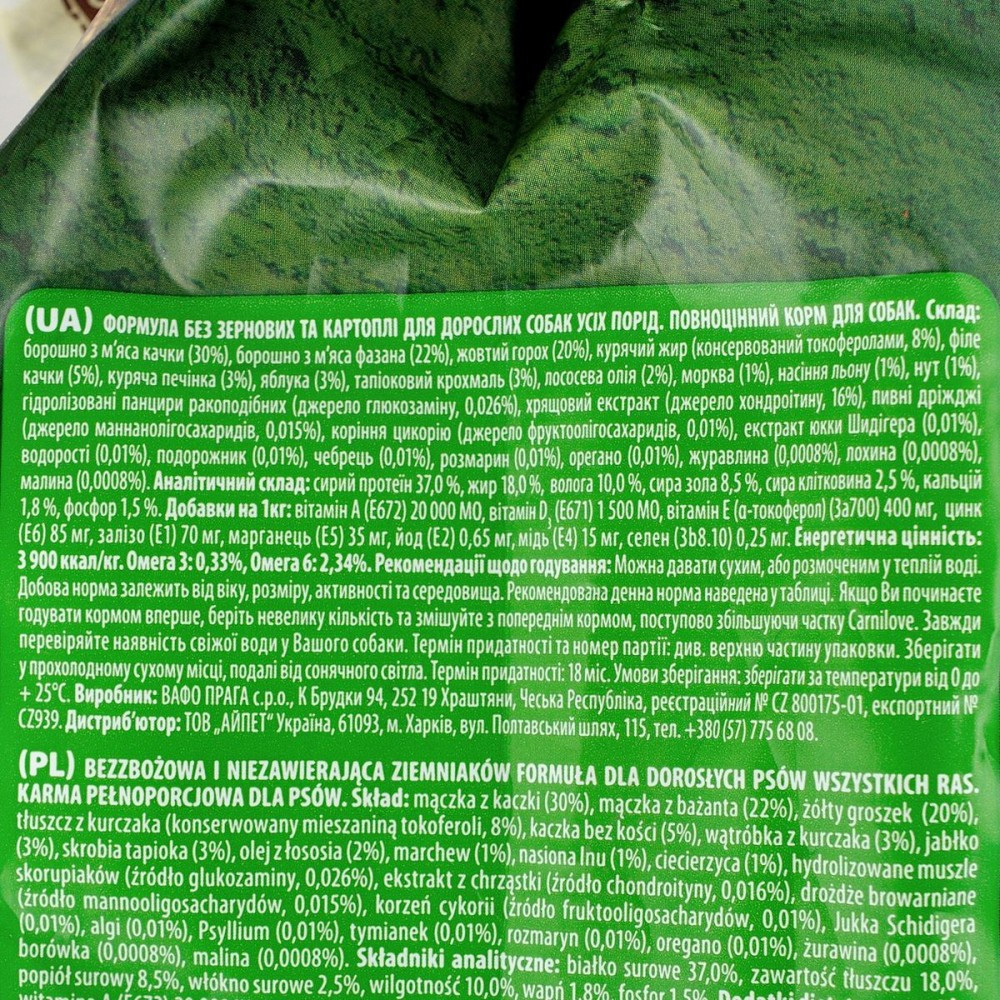 (UA) ФОРМУЛА БЕЗ ЗЕРНОВИХ ТА КАРТОПЛІ ДЛЯ ДОРОСЛИХ СОБАК УСІХ ПОРІД. ПОВНОЦІННИЙ КОРМ ДЛЯ СОБАК. Склад:
борошно з м'яса качки (30%), борошно з м'яса фазана (22%), жовтий горох (20%), курячий жир (консервований токоферолами, 8%), філе
качки (5%), куряча печінка (3%), яблука (3%), тапіоковий крохмаль (3%), лососева олія (2%), морква (1%), насіння льону (1%), нут (1%),
гідролізовані панцири ракоподібних (джерело глюкозаміну, 0,026%), хрящовий екстракт (джерело хондроітину, 16%), пивні дріжджі
(джерело маннанолігосахаридів, 0,015%), коріння цикорію (джерело фруктоолігосахаридів, 0,01%), екстракт юкки Шидігера (0,01%),
водорості (0,01%), подорожник (0,01%), чебрець (0,01%), розмарин (0,01%), орегано (0,01%), журавлина (0,0008%), лохина (0,0008%),
малина (0,0008%). Аналітичний склад: сирий протеїн 37,0 %, жир 18,0 %, волога 10,0 %, сира зола 8,5 %, сира клітковина 2,5 %, кальцій
1,8 %, фосфор 1,5 %. Добавки на 1кг: вітамін А (Е672) 20 000 МО, вітамін D3 (Е671) 1 500 МО, вітамін Е (α-токоферол) (3а700) 400 мг, цинк
(Е6) 85 мг, залізо (Е1) 70 мг, марганець (Е5) 35 мг, йод (Е2) 0,65 мг, мідь (Е4) 15 мг, селен (3b8.10) 0,25 мг. Енергетична цінність:
3 900 ккал/кг. Омега 3: 0,33%, Омега 6: 2,34%. Рекомендації щодо годування: Можна давати сухим, або розмоченим у теплій воді.
Добова норма залежить від віку, розміру, активності та середовища. Рекомендована денна норма наведена у таблиці. Якщо Ви починаєте
годувати кормом вперше, беріть невелику кількість та змішуйте з попереднім кормом, поступово збільшуючи частку Carnilove. Завжди
перевіряйте наявність свіжої води у Вашого собаки. Термін придатності та номер партії: див. верхню частину упаковки. Зберігати
у прохолодному сухому місці, подалі від сонячного світла. Термін придатності: 18 міс. Умови зберігання: зберігати за температури від 0 до
+ 25°C. Виробник: ВАФО ПРАГА с.р.о., К Брудки 94, 252 19 Храштяни, Чеська Республіка, реєстраційний № CZ 800175-01, експортний №
CZ939. Дистриб'ютор: ТОВ „АЙПЕТ“ Україна, 61093, м. Харків, вул. Полтавський шлях, 115, тел. +380 (57) 775 68 08.
(PL) BEZZBOŻOWA I NIEZAWIERAJĄCA ZIEMNIAKÓW FORMUŁA DLA DOROSŁYCH PSÓW WSZYSTKICH RAS.
KARMA PEŁNOPORCJOWA DLA PSÓW. Skład: mączka z kaczki (30%), mączka z bażanta (22%), żółty groszek (20%),
tłuszcz z kurczaka (konserwowany mieszaniną tokoferoli, 8%), kaczka bez kości (5%), wątróbka z kurczaka (3%), jabłko
(3%), skrobia tapioka (3%), olej z łososia (2%), marchew (1%), nasiona lnu (1%), ciecierzyca (1%), hydrolizowane muszle
skorupiaków (źródło glukozaminy, 0,026%), ekstrakt z chrząstki (źródło chondroityny, 0,016%), drożdże browarniane
(źródło mannooligosacharydów, 0,015%), korzeń cykorii (źródło fruktooligosacharydów, 0,01%), Jukka Schidigera
(0,01%), algi (0,01%), Psyllium (0,01%), tymianek (0,01%), rozmaryn (0,01%), oregano (0,01%), żurawina (0,0008%),
borówka (0,0008%), malina (0,0008%). Składniki analityczne: białko surowe 37,0%, zawartość tłuszczu 18,0%,
popiół surowy 8,5%, włókno surowe 2,5%, wilgotność 10,0%, wapń 1,8%, fosfor 1,5%.